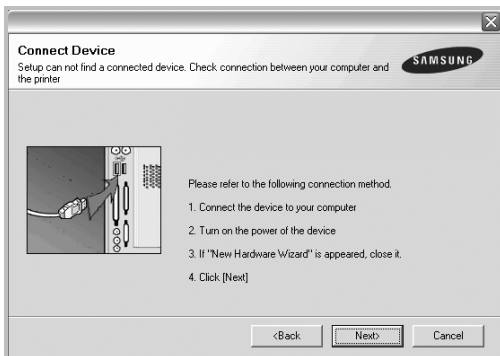 Connect Device
Setup can not find a connected device. Check connection between your computer and
the printer
SAMSUNG
Please refer to the following connection method.
1. Connect the device to your computer
2. Turn on the power of the device
3. If "New Hardware Wizard" is appeared, close it.
4. Click [Next]
<Back
Next>
Cancel